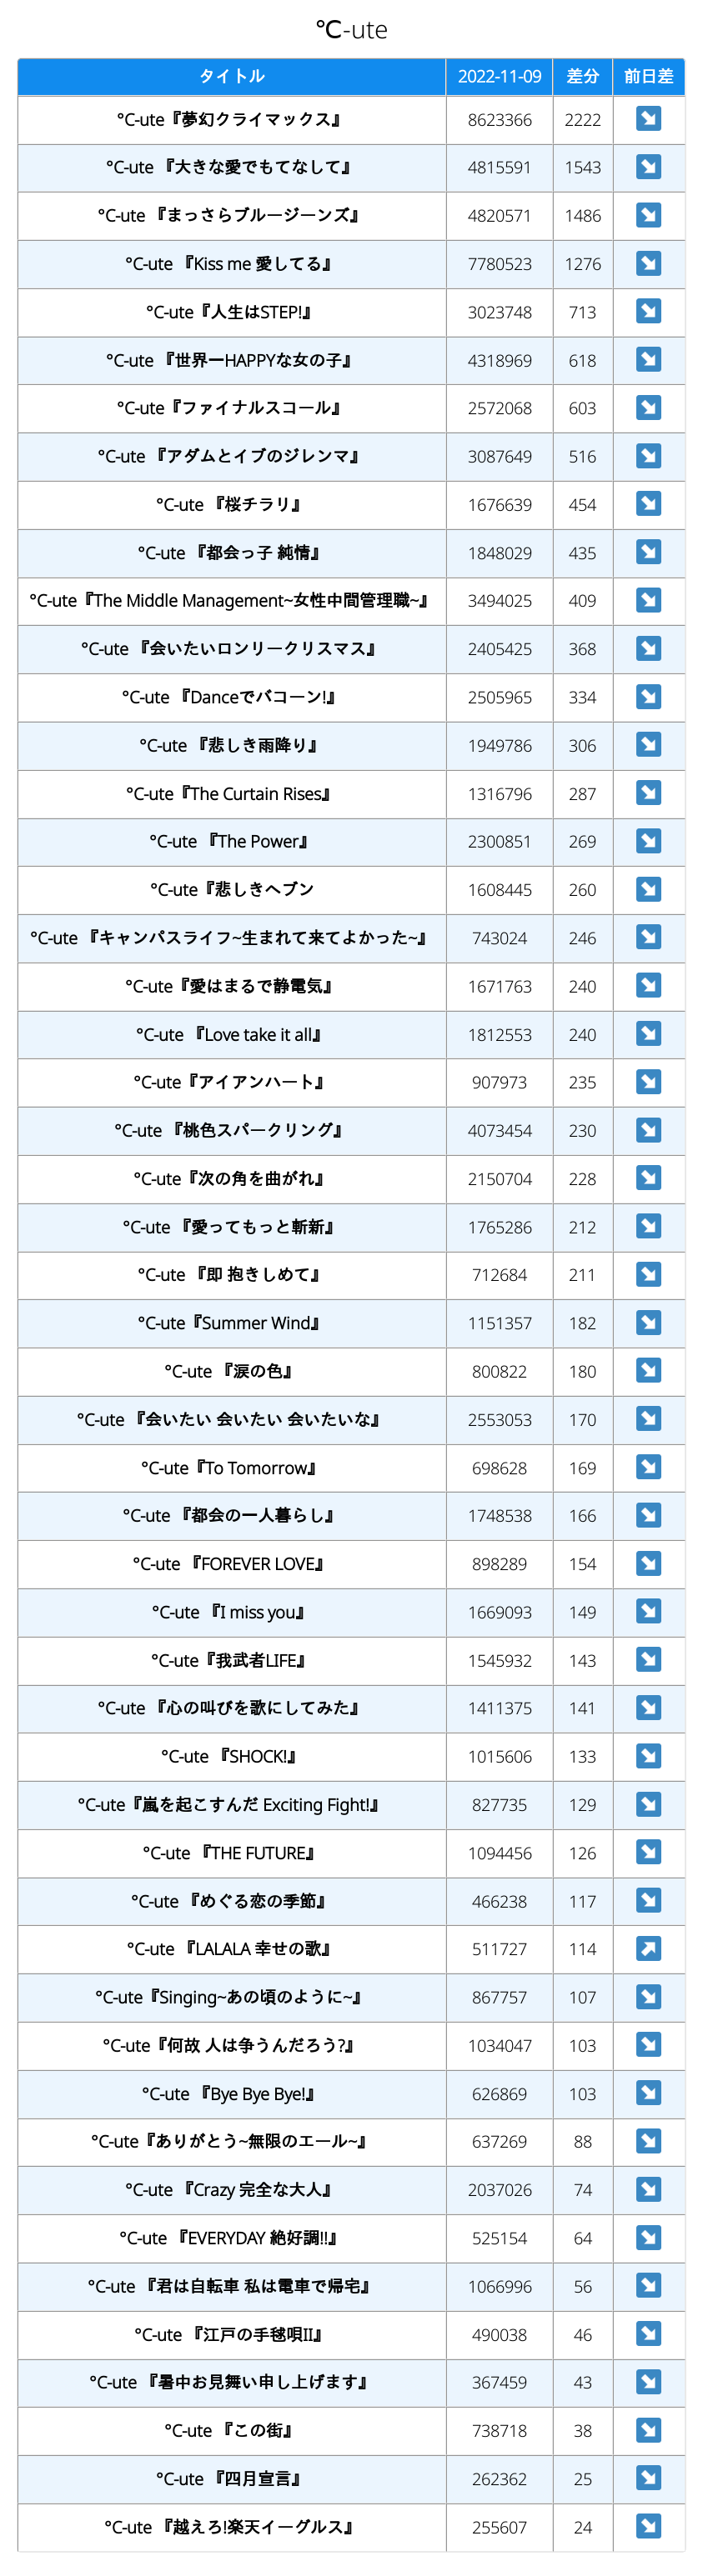 ℃-ute
タイトル 2022-11-09 差分 前日差
°C-ute『夢幻クライマックス』 8623366 2222 ↘
°C-ute 『大きな愛でもてなして』 4815591 1543 ↘
°C-ute 『まっさらブルージーンズ』 4820571 1486 ↘
°C-ute 『Kiss me 愛してる』 7780523 1276 ↘
°C-ute『人生はSTEP!』 3023748 713 ↘
°C-ute 『世界一HAPPYな女の子』 4318969 618 ↘
°C-ute『ファイナルスコール』 2572068 603 ↘
°C-ute 『アダムとイブのジレンマ』 3087649 516 ↘
°C-ute 『桜チラリ』 1676639 454 ↘
°C-ute 『都会っ子 純情』 1848029 435 ↘
°C-ute『The Middle Management~女性中間管理職~』 3494025 409 ↘
°C-ute 『会いたいロンリークリスマス』 2405425 368 ↘
°C-ute 『Danceでバコーン!』 2505965 334 ↘
°C-ute 『悲しき雨降り』 1949786 306 ↘
°C-ute『The Curtain Rises』 1316796 287 ↘
°C-ute 『The Power』 2300851 269 ↘
°C-ute『悲しきヘブン 1608445 260 ↘
°C-ute 『キャンパスライフ~生まれて来てよかった~』 743024 246 ↘
°C-ute『愛はまるで静電気』 1671763 240 ↘
°C-ute 『Love take it all』 1812553 240 ↘
°C-ute『アイアンハート』 907973 235 ↘
°C-ute 『桃色スパークリング』 4073454 230 ↘
°C-ute『次の角を曲がれ』 2150704 228 ↘
°C-ute 『愛ってもっと斬新』 1765286 212 ↘
°C-ute 『即 抱きしめて』 712684 211 ↘
°C-ute『Summer Wind』 1151357 182 ↘
°C-ute 『涙の色』 800822 180 ↘
°C-ute 『会いたい 会いたい 会いたいな』 2553053 170 ↘
°C-ute『To Tomorrow』 698628 169 ↘
°C-ute 『都会の一人暮らし』 1748538 166 ↘
°C-ute 『FOREVER LOVE』 898289 154 ↘
°C-ute 『I miss you』 1669093 149 ↘
°C-ute『我武者LIFE』 1545932 143 ↘
°C-ute 『心の叫びを歌にしてみた』 1411375 141 ↘
°C-ute 『SHOCK!』 1015606 133 ↘
°C-ute『嵐を起こすんだ Exciting Fight!』 827735 129 ↘
°C-ute 『THE FUTURE』 1094456 126 ↘
°C-ute 『めぐる恋の季節』 466238 117 ↘
°C-ute 『LALALA 幸せの歌』 511727 114 ↗
°C-ute『Singing~あの頃のように~』 867757 107 ↘
°C-ute『何故 人は争うんだろう?』 1034047 103 ↘
°C-ute 『Bye Bye Bye!』 626869 103 ↘
°C-ute『ありがとう~無限のエール~』 637269 88 ↘
°C-ute 『Crazy 完全な大人』 2037026 74 ↘
°C-ute 『EVERYDAY 絶好調!!』 525154 64 ↘
°C-ute 『君は自転車 私は電車で帰宅』 1066996 56 ↘
°C-ute 『江戸の手毬唄II』 490038 46 ↘
°C-ute 『暑中お見舞い申し上げます』 367459 43 ↘
°C-ute 『この街』 738718 38 ↘
°C-ute 『四月宣言』 262362 25 ↘
°C-ute 『越えろ!楽天イーグルス』 255607 24 ↘